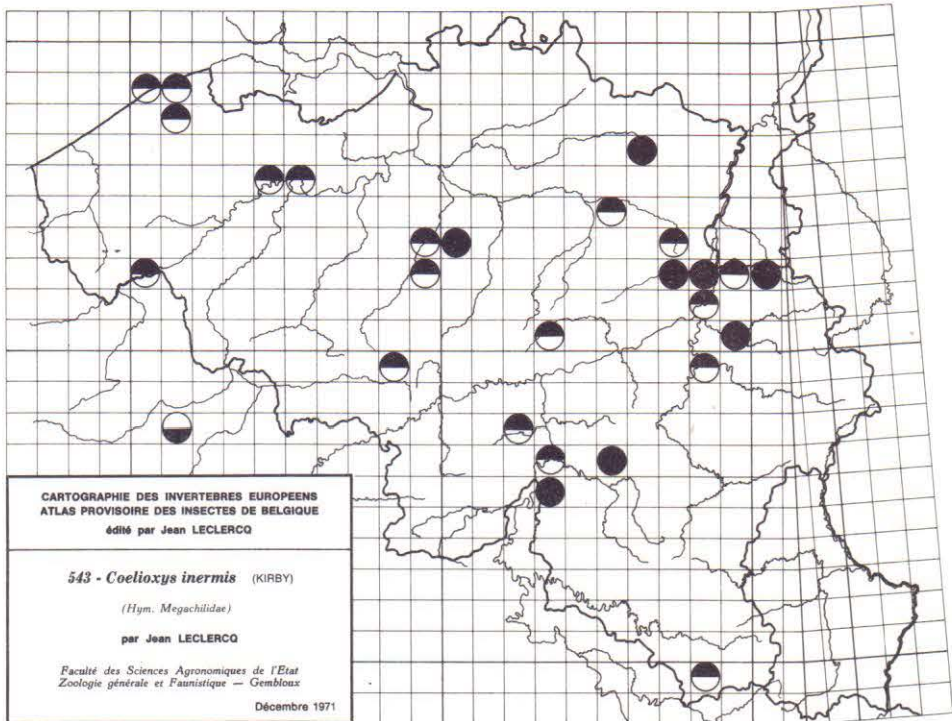 CARTOGRAPHIE DES INVERTEBRES EUROPEENS
ATLAS PROVISOIRE DES INSECTES DE BELGIQUE
édité par Jean LECLERCQ
543 - Coelioxys inermis (KIRBY)
(Hym. Megachilidae)
par Jean LECLERCQ
Faculté des Sciences Agronomiques de l'Etat
Zoologie générale et Faunistique — Gembloux
Décembre 1971